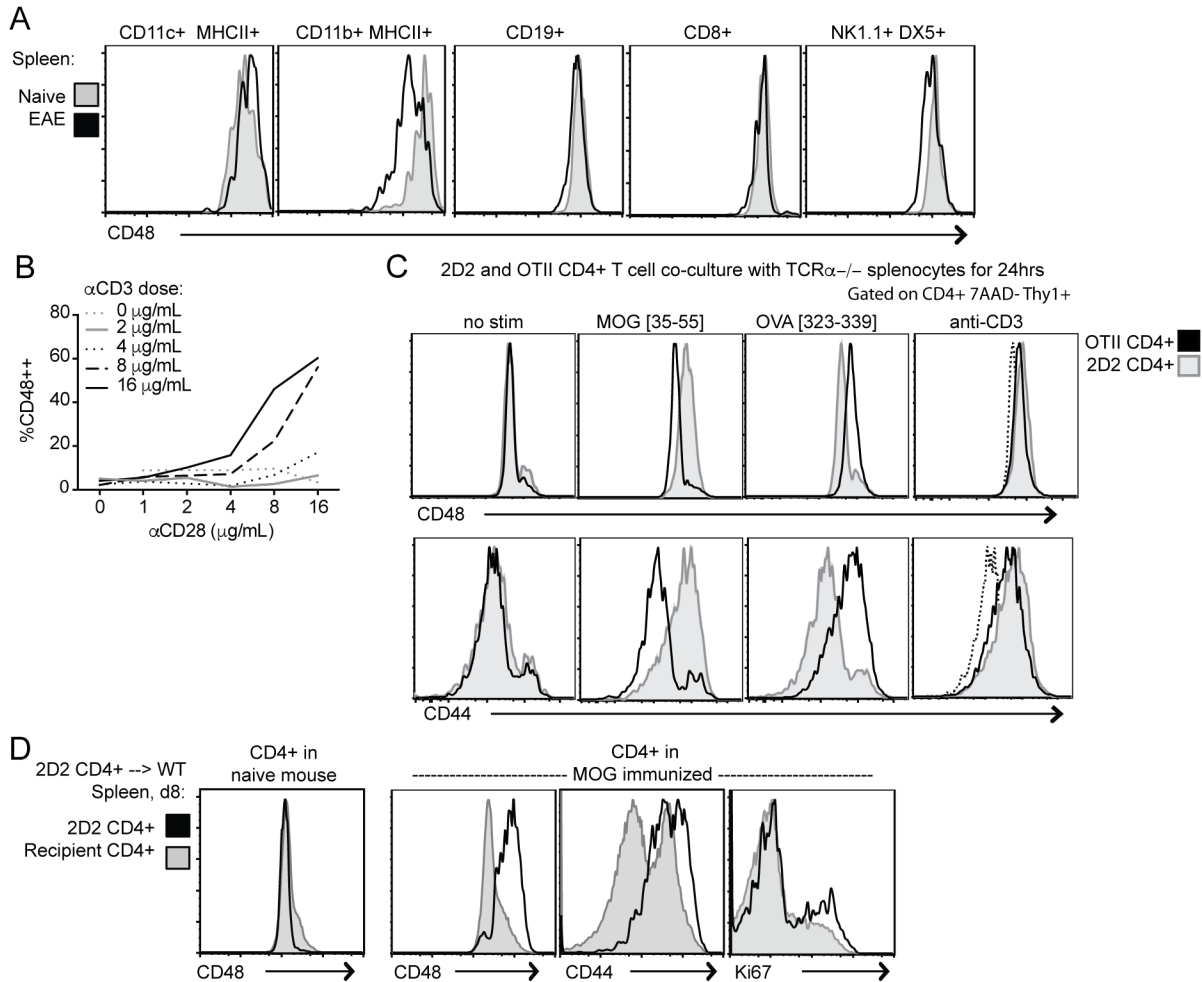 A
CD11c+ MHCII+
CD11b+ MHCII+
CD19+
CD8+
NK1.1+ DX5+
Spleen:
Naive
EAE
CD48
B
αCD3 dose:
0 µg/mL
2 µg/mL
4 µg/mL
8 µg/mL
16 µg/mL
80
60
40
20
0
%CD48++
0 1 2 4 8 16
αCD28 (µg/mL)
C
2D2 and OTII CD4+ T cell co-culture with TCRα−/− splenocytes for 24hrs
Gated on CD4+ 7AAD- Thy1+
no stim
MOG [35-55]
OVA [323-339]
anti-CD3
OTII CD4+
2D2 CD4+
CD48
CD44
D
2D2 CD4+ --> WT
Spleen, d8:
2D2 CD4+
Recipient CD4+
CD4+ in
naive mouse
CD4+ in
MOG immunized
CD48
CD48
CD44
Ki67